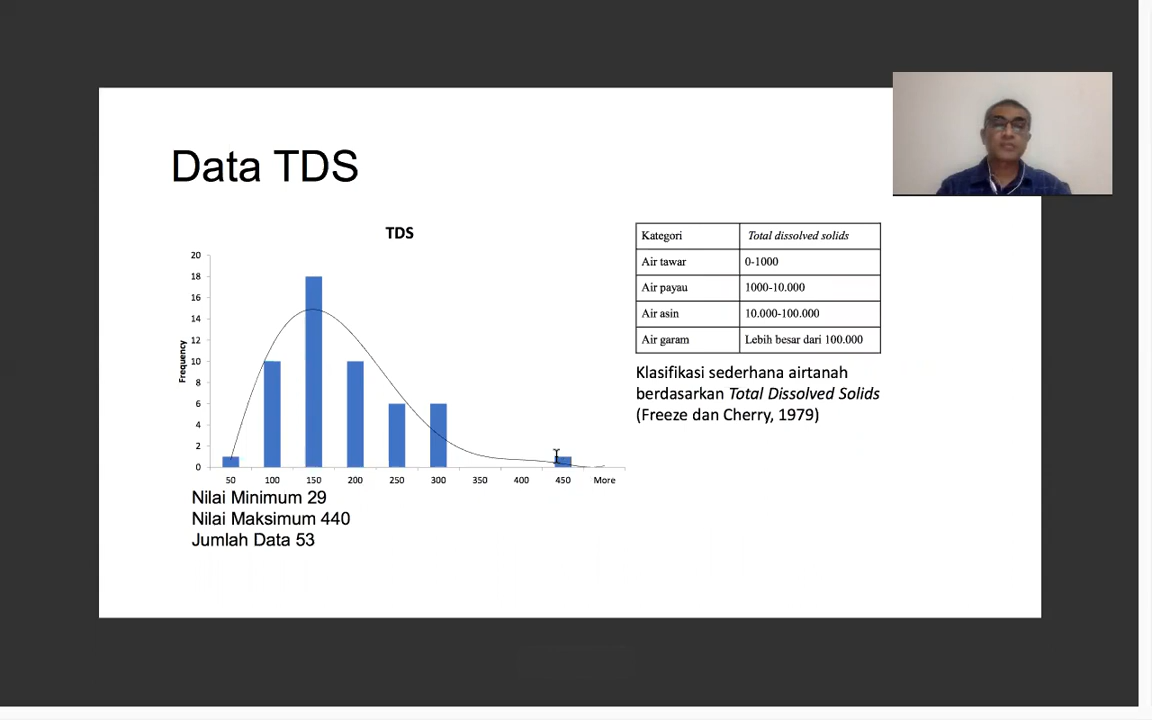 Data TDS
TDS
Frequency
20
18
16
14
12
10
8
6
4
2
0
50 100 150 200 250 300 350 400 450 More
Nilai Minimum 29
Nilai Maksimum 440
Jumlah Data 53
Kategori Total dissolved solids
Air tawar 0-1000
Air payau 1000-10.000
Air asin 10.000-100.000
Air garam Lebih besar dari 100.000
Klasifikasi sederhana airtanah
berdasarkan Total Dissolved Solids
(Freeze dan Cherry, 1979)